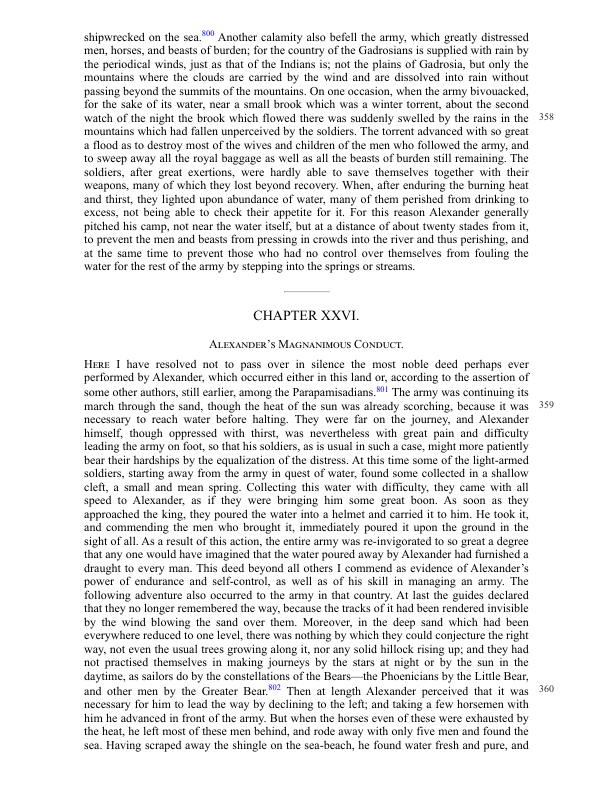 shipwrecked on the sea.800 Another calamity also befell the army, which greatly distressed
men, horses, and beasts of burden; for the country of the Gadrosians is supplied with rain by
the periodical winds, just as that of the Indians is; not the plains of Gadrosia, but only the
mountains where the clouds are carried by the wind and are dissolved into rain without
passing beyond the summits of the mountains. On one occasion, when the army bivouacked,
for the sake of its water, near a small brook which was a winter torrent, about the second
watch of the night the brook which flowed there was suddenly swelled by the rains in the 358
mountains which had fallen unperceived by the soldiers. The torrent advanced with so great
a flood as to destroy most of the wives and children of the men who followed the army, and
to sweep away all the royal baggage as well as all the beasts of burden still remaining. The
soldiers, after great exertions, were hardly able to save themselves together with their
weapons, many of which they lost beyond recovery. When, after enduring the burning heat
and thirst, they lighted upon abundance of water, many of them perished from drinking to
excess, not being able to check their appetite for it. For this reason Alexander generally
pitched his camp, not near the water itself, but at a distance of about twenty stades from it,
to prevent the men and beasts from pressing in crowds into the river and thus perishing, and
at the same time to prevent those who had no control over themselves from fouling the
water for the rest of the army by stepping into the springs or streams.
CHAPTER XXVI.
Alexander's Magnanimous Conduct.
Here I have resolved not to pass over in silence the most noble deed perhaps ever
performed by Alexander, which occurred either in this land or, according to the assertion of
some other authors, still earlier, among the Parapamisadians.801 The army was continuing its
march through the sand, though the heat of the sun was already scorching, because it was 359
necessary to reach water before halting. They were far on the journey, and Alexander
himself, though oppressed with thirst, was nevertheless with great pain and difficulty
leading the army on foot, so that his soldiers, as is usual in such a case, might more patiently
bear their hardships by the equalization of the distress. At this time some of the light-armed
soldiers, starting away from the army in quest of water, found some collected in a shallow
cleft, a small and mean spring. Collecting this water with difficulty, they came with all
speed to Alexander, as if they were bringing him some great boon. As soon as they
approached the king, they poured the water into a helmet and carried it to him. He took it,
and commending the men who brought it, immediately poured it upon the ground in the
sight of all. As a result of this action, the entire army was re-invigorated to so great a degree
that any one would have imagined that the water poured away by Alexander had furnished a
draught to every man. This deed beyond all others I commend as evidence of Alexander's
power of endurance and self-control, as well as of his skill in managing an army. The
following adventure also occurred to the army in that country. At last the guides declared
that they no longer remembered the way, because the tracks of it had been rendered invisible
by the wind blowing the sand over them. Moreover, in the deep sand which had been
everywhere reduced to one level, there was nothing by which they could conjecture the right
way, not even the usual trees growing along it, nor any solid hillock rising up; and they had
not practised themselves in making journeys by the stars at night or by the sun in the
daytime, as sailors do by the constellations of the Bears—the Phoenicians by the Little Bear,
and other men by the Greater Bear.802 Then at length Alexander perceived that it was 360
necessary for him to lead the way by declining to the left; and taking a few horsemen with
him he advanced in front of the army. But when the horses even of these were exhausted by
the heat, he left most of these men behind, and rode away with only five men and found the
sea. Having scraped away the shingle on the sea-beach, he found water fresh and pure, and